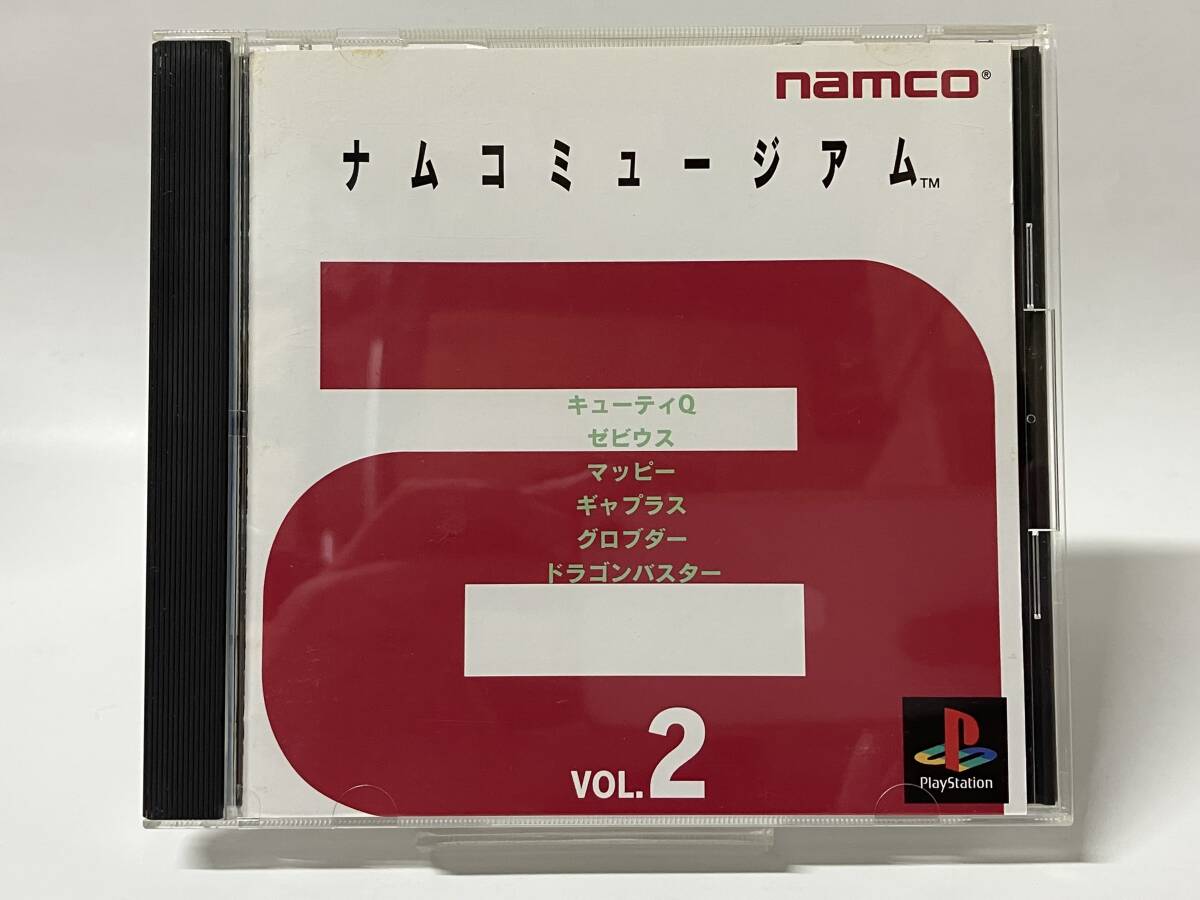 namco®
ナムコミュージアム™
キューティQ
ゼビウス
マッピー
ギャプラス
グロブダー
ドラゴンバスター
VOL.2
PlayStation